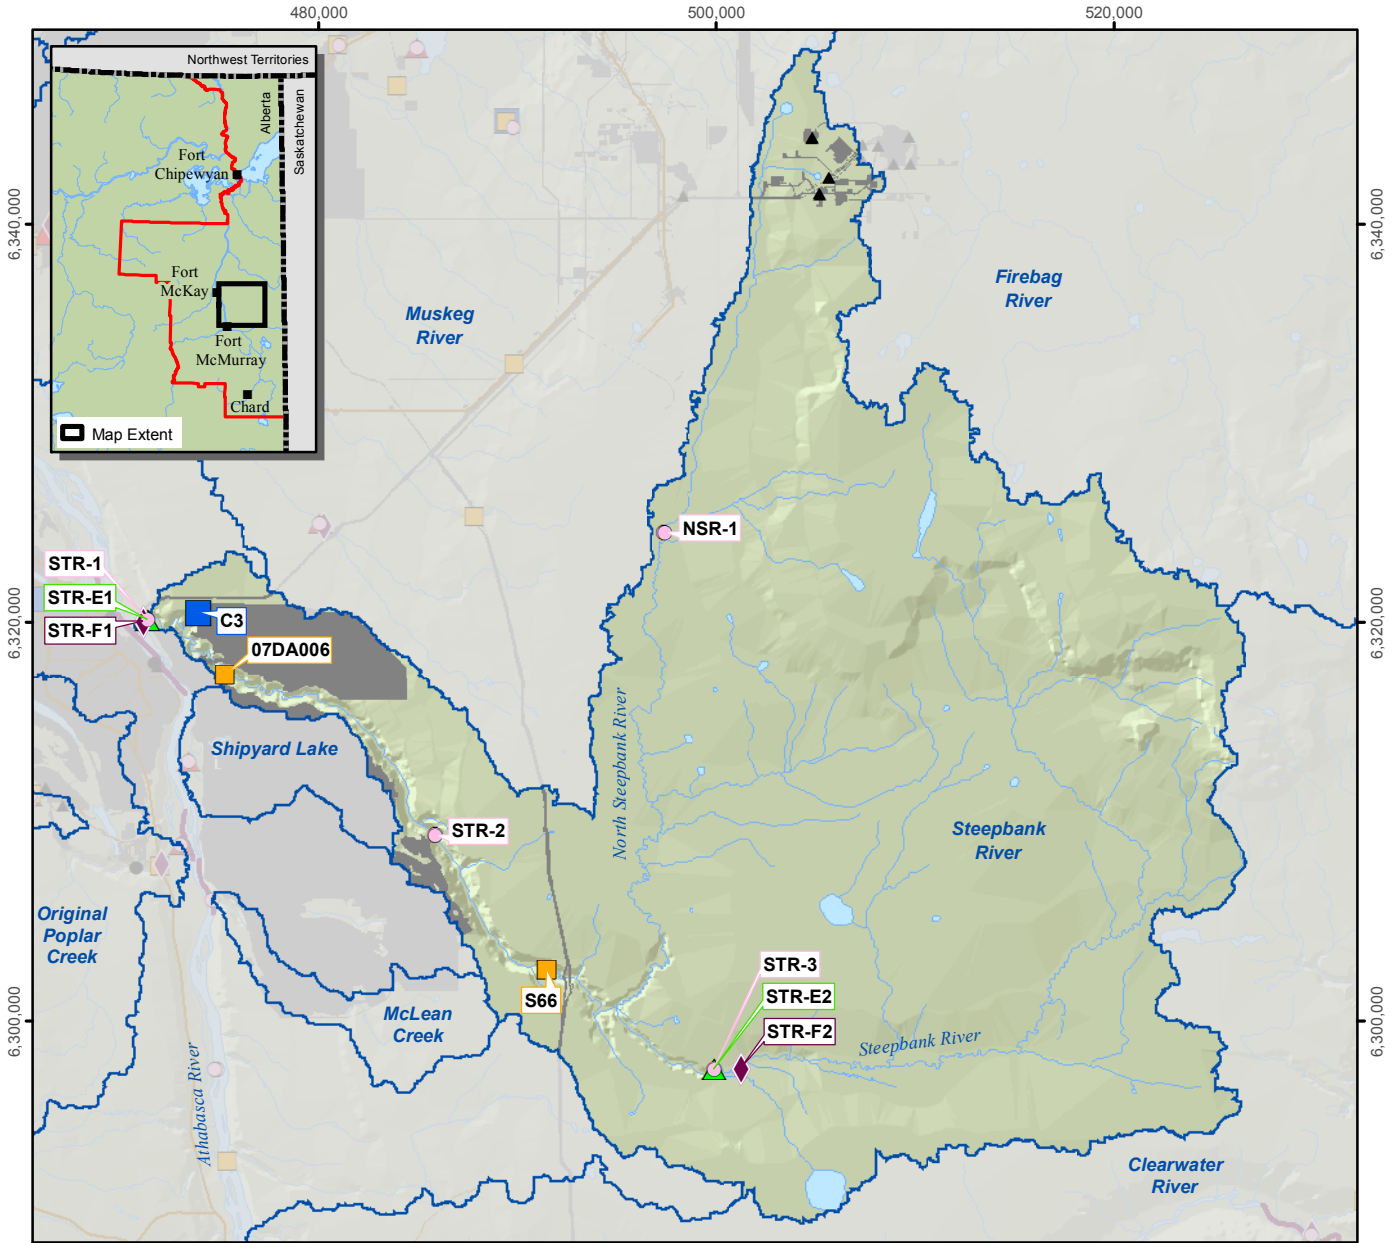 480,000
500,000
520,000
Northwest Territories
Alberta
Saskatchewan
Fort
Chipewyan
Fort
McKay
Fort
McMurray
Chard
Map Extent
6,340,000
6,340,000
Muskeg
River
Firebag
River
NSR-1
STR-1
STR-E1
STR-F1
C3
07DA006
6,320,000
6,320,000
Shipyard Lake
North Steepbank River
STR-2
Steepbank
River
Original
Poplar
Creek
STR-3
STR-E2
STR-F2
S66
McLean
Creek
Steepbank River
6,300,000
6,300,000
Athabasca River
Clearwater
River